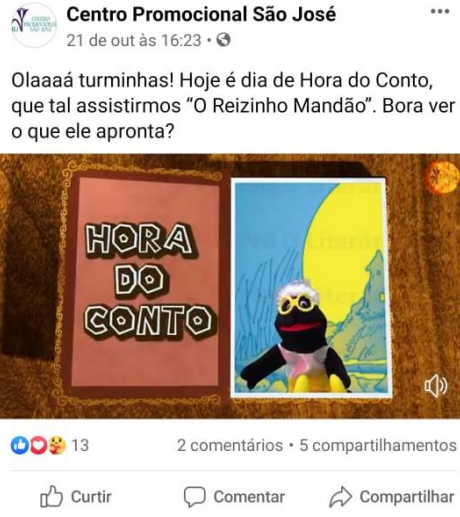 Centro Promocional São José
21 de out às 16:23 •
Olaaaá turminhas! Hoje é dia de Hora do Conto,
que tal assistirmos “O Reizinho Mandão”. Bora ver
o que ele apronta?
HORA
DO
CONTO
13
2 comentários • 5 compartilhamentos
Curtir
Comentar
Compartilhar